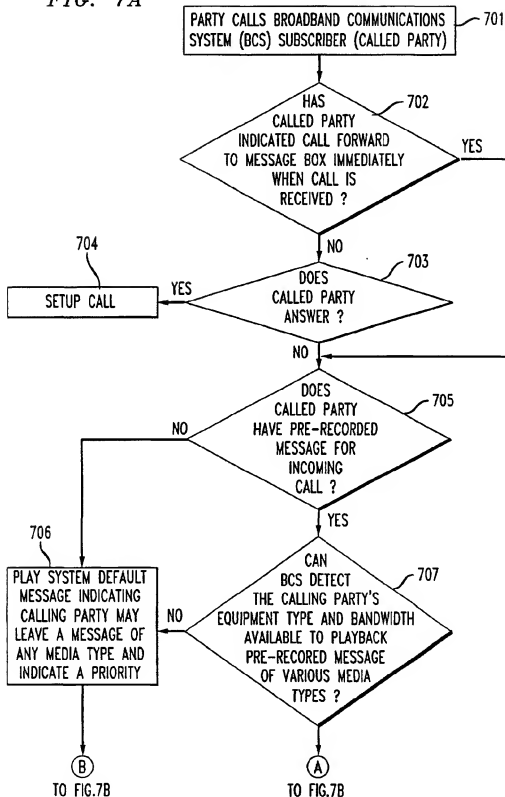 FIG. 7A
PARTY CALLS BROADBAND COMMUNICATIONS
SYSTEM (BCS) SUBSCRIBER (CALLED PARTY)
701
HAS
CALLED PARTY
INDICATED CALL FORWARD
TO MESSAGE BOX IMMEDIATELY
WHEN CALL IS
RECEIVED ?
702
YES
NO
704
SETUP CALL
YES
DOES
CALLED PARTY
ANSWER ?
703
NO
DOES
CALLED PARTY
HAVE PRE-RECORDED
MESSAGE FOR
INCOMING
CALL ?
705
NO
YES
706
PLAY SYSTEM DEFAULT
MESSAGE INDICATING
CALLING PARTY MAY
LEAVE A MESSAGE OF
ANY MEDIA TYPE AND
INDICATE A PRIORITY
NO
CAN
BCS DETECT
THE CALLING PARTY'S
EQUIPMENT TYPE AND BANDWIDTH
AVAILABLE TO PLAYBACK
PRE-RECORED MESSAGE
OF VARIOUS MEDIA
TYPES ?
707
B
TO FIG.7B
A
TO FIG.7B